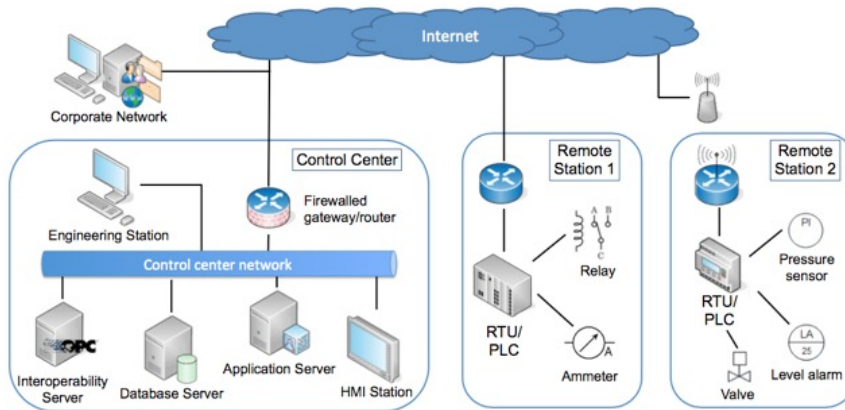 Internet
Corporate Network
Control Center
Engineering Station
Firewalled
gateway/router
Control center network
OPC
Interoperability
Server
Database Server
Application Server
HMI Station
Remote
Station 1
A B
C
Relay
RTU/
PLC
A
Ammeter
Remote
Station 2
PI
Pressure
sensor
RTU/
PLC
LA
25
Level alarm
Valve